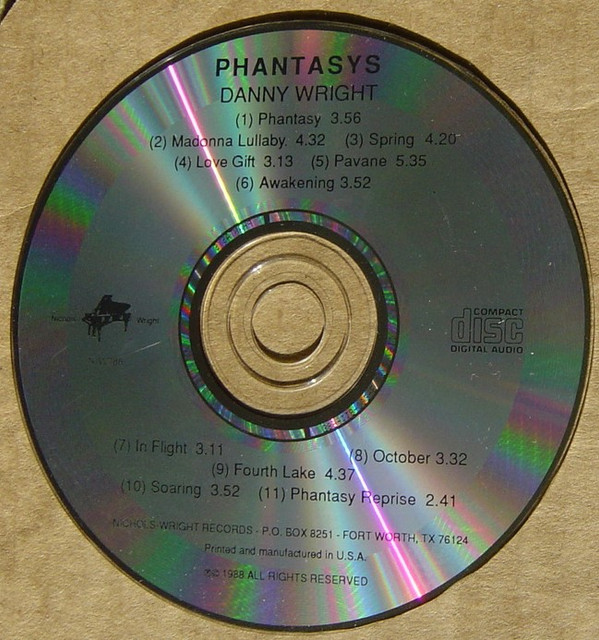 PHANTASYS
DANNY WRIGHT
(1) Phantasy 3.56
(2) Madonna Lullaby. 4.32 (3) Spring 4.20
(4) Love Gift 3.13 (5) Pavane 5.35
(6) Awakening 3.52
Nichols Wright
COMPACT
disc
DIGITAL AUDIO
(7) In Flight 3.11
(8) October 3.32
(9) Fourth Lake 4.37
(10) Soaring 3.52 (11) Phantasy Reprise 2.41
NICHOLS-WRIGHT RECORDS - P.O. BOX 8251 - FORT WORTH, TX 76124
Printed and manufactured in U.S.A.
℗© 1988 ALL RIGHTS RESERVED